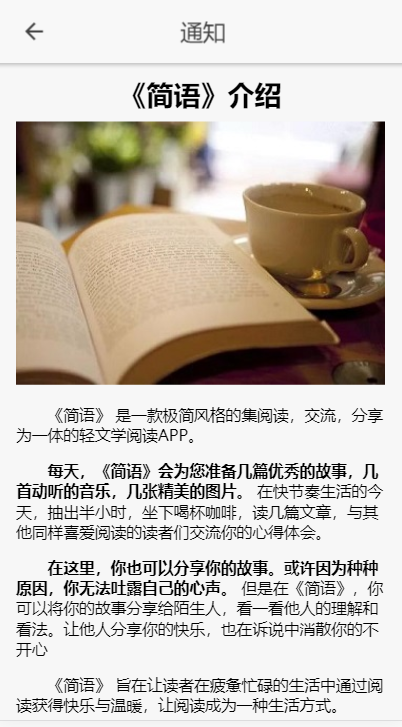 通知
《简语》介绍
《简语》 是一款极简风格的集阅读，交流，分享
为一体的轻文学阅读APP。
每天，《简语》会为您准备几篇优秀的故事，几
首动听的音乐，几张精美的图片。 在快节奏生活的今
天，抽出半小时，坐下喝杯咖啡，读几篇文章，与其
他同样喜爱阅读的读者们交流你的心得体会。
在这里，你也可以分享你的故事。或许因为种种
原因，你无法吐露自己的心声。 但是在《简语》，你
可以将你的故事分享给陌生人，看一看他人的理解和
看法。让他人分享你的快乐，也在诉说中消散你的不
开心
《简语》 旨在让读者在疲惫忙碌的生活中通过阅
读获得快乐与温暖，让阅读成为一种生活方式。